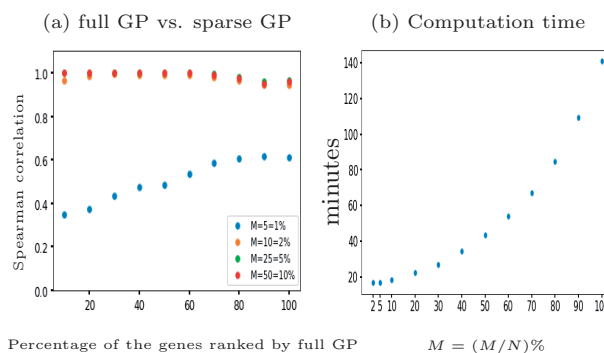 (a) full GP vs. sparse GP
(b) Computation time
Spearman correlation
1.0
0.8
0.6
0.4
0.2
0.0
20
40
60
80
100
M=5=1%
M=10=2%
M=25=5%
M=50=10%
Percentage of the genes ranked by full GP
minutes
140
120
100
80
60
40
20
2 5 10 20 30 40 50 60 70 80 90 10
M = (M/N)%